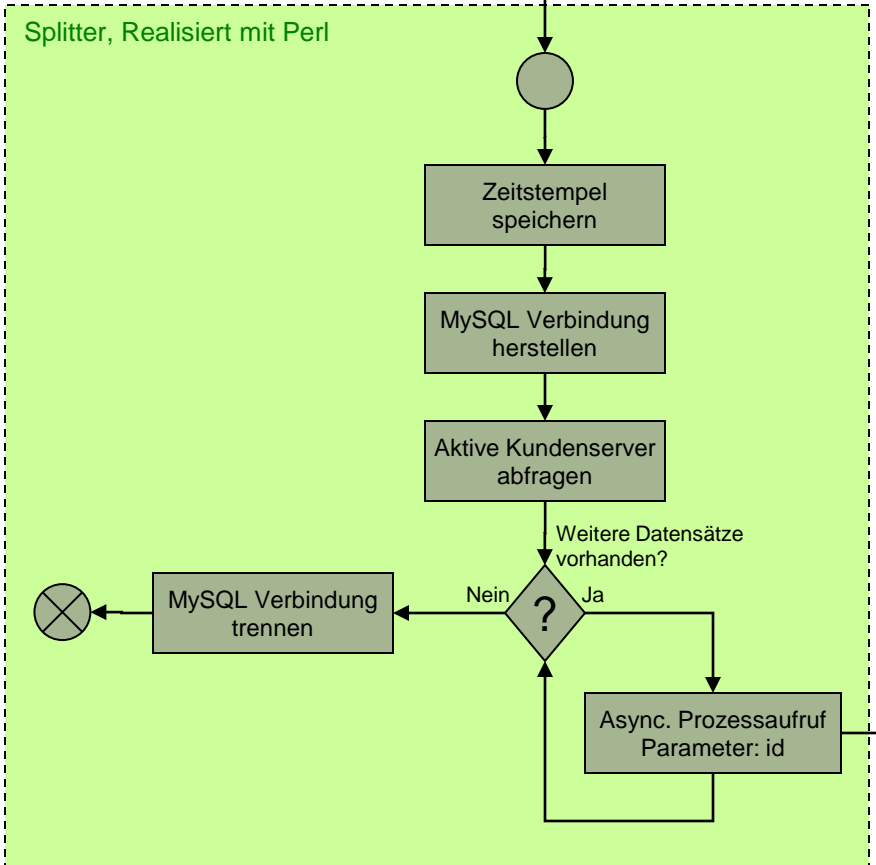 Splitter, Realisiert mit Perl
Zeitstempel
speichern
MySQL Verbindung
herstellen
Aktive Kundenserver
abfragen
Weitere Datensätze
vorhanden?
Nein
?
Ja
MySQL Verbindung
trennen
Async. Prozessaufruf
Parameter: id